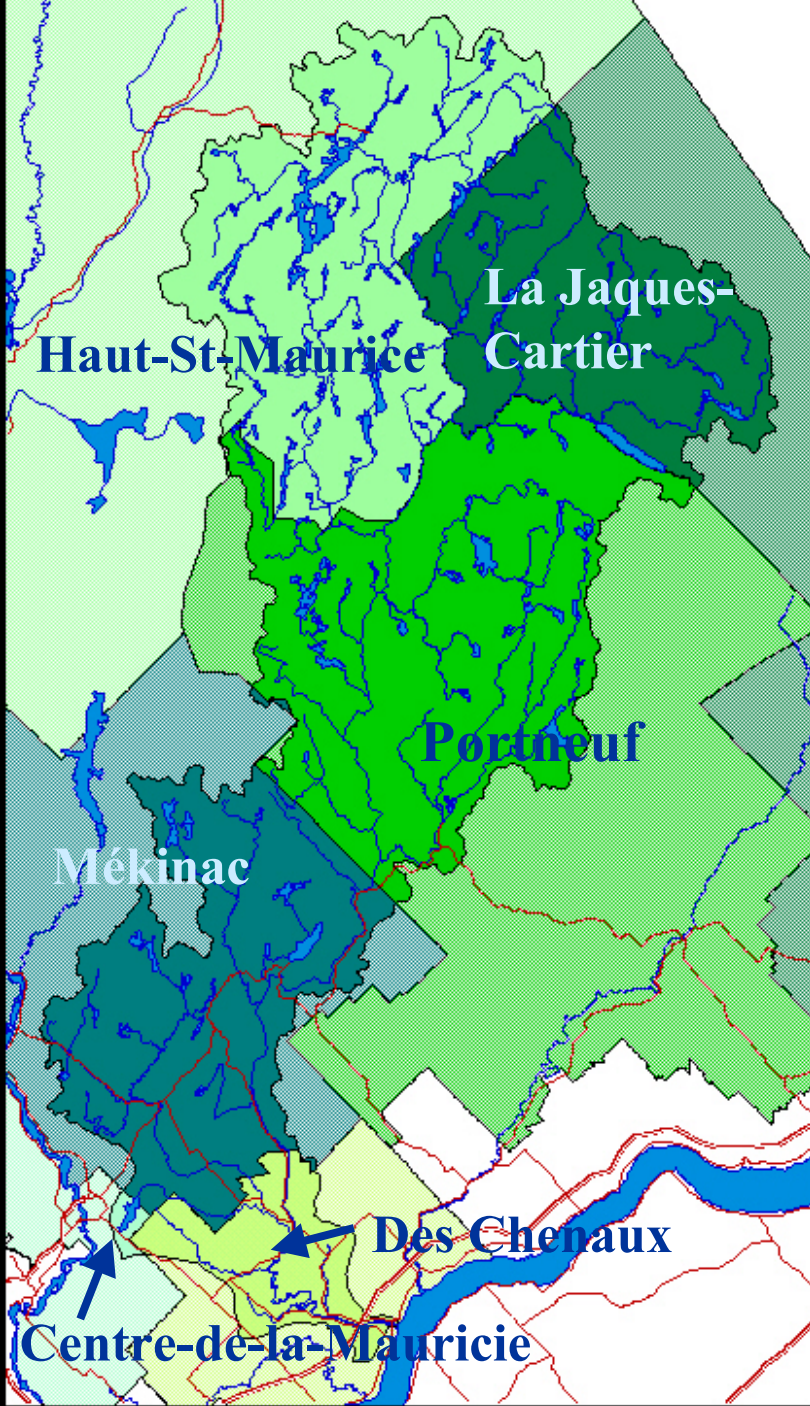 La Jaques-
Cartier
Haut-St-Maurice
Portneuf
Mékinac
Des Chenaux
Centre-de-la-Mauricie